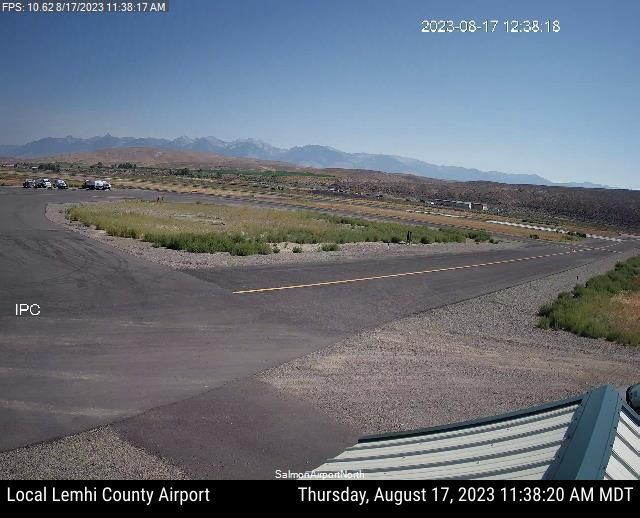 FPS: 10.62 8/17/2023 11:38:17 AM
2023-08-17 12:38:18
IPC
SalmonAirportNorth
Local Lemhi County Airport
Thursday, August 17, 2023 11:38:20 AM MDT